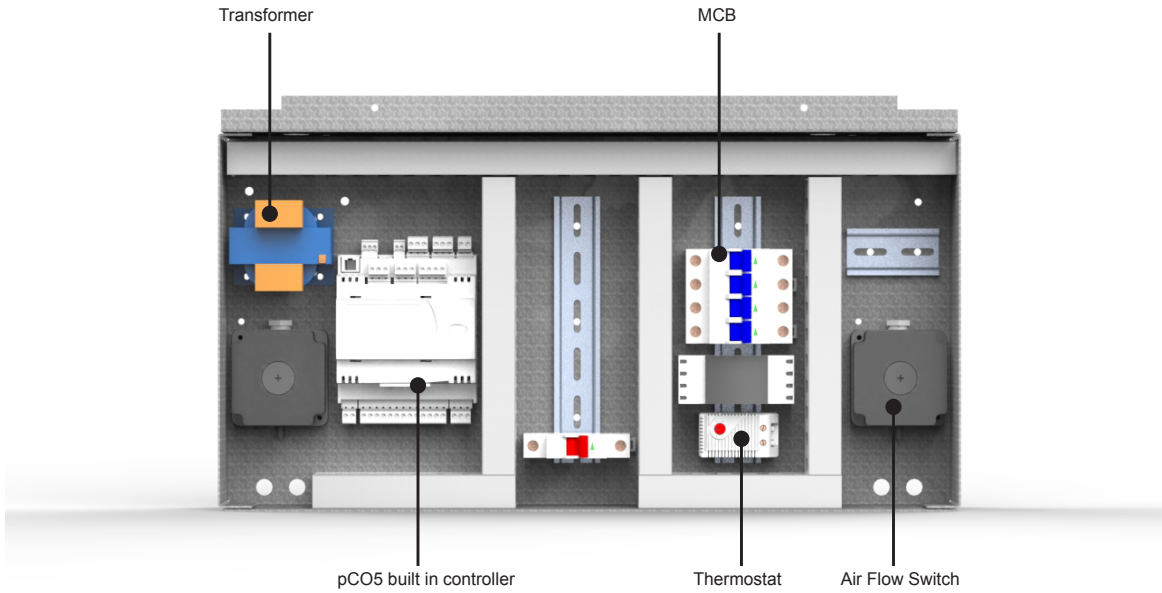 Transformer
MCB
pCO5 built in controller
Thermostat
Air Flow Switch